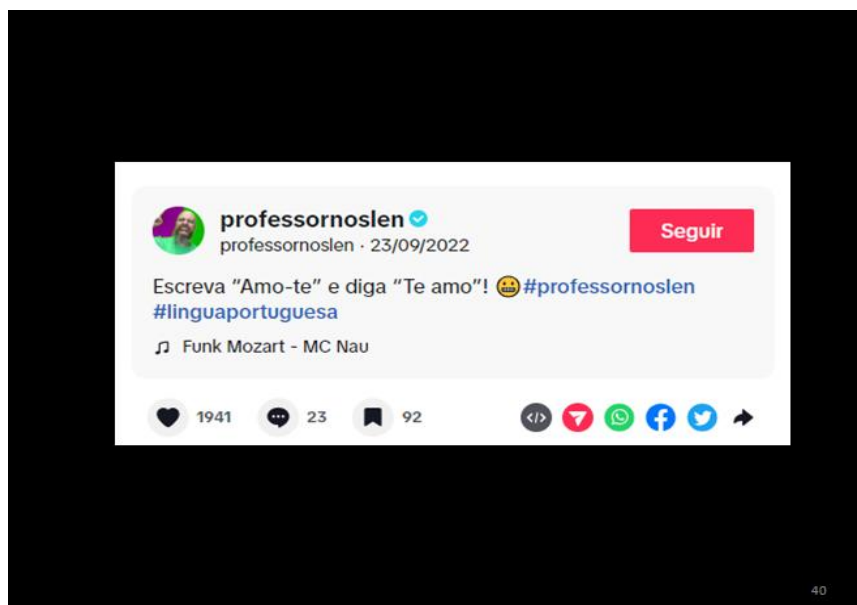 professornoslen
professornoslen · 23/09/2022
Seguir
Escreva “Amo-te” e diga “Te amo”! 😬#professornoslen
#linguaportuguesa
♫ Funk Mozart - MC Nau
1941 23 92
</> 
40